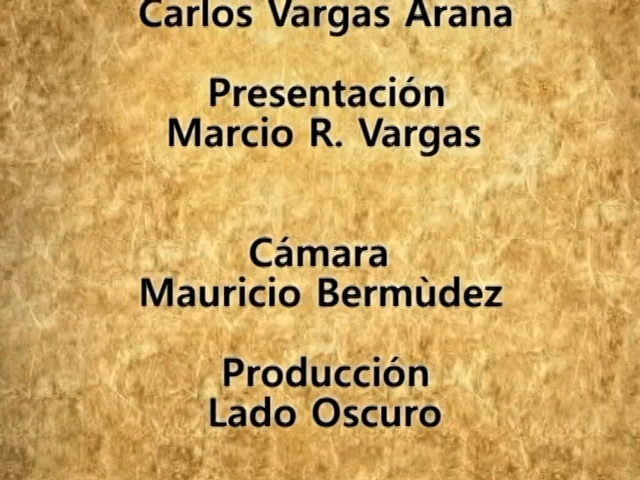 Carlos Vargas Arana
Presentación
Marcio R. Vargas
Cámara
Mauricio Bermùdez
Producción
Lado Oscuro